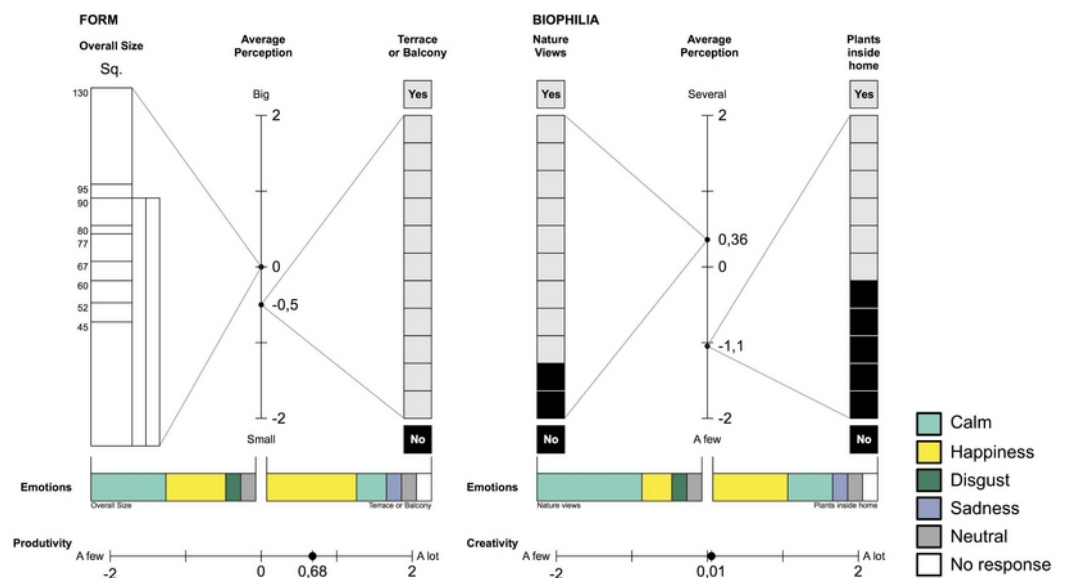 FORM
Overall Size
Sq.
130
95
90
80
77
67
60
52
45
Average
Perception
Big
2
0
-0,5
-2
Small
Terrace
or Balcony
Yes
No
BIOPHILIA
Nature
Views
Yes
No
Average
Perception
Several
2
0,36
0
-1,1
-2
A few
Plants
inside
home
Yes
No
Calm
Happiness
Disgust
Sadness
Neutral
No response
Emotions
Overall Size
Terrace or Balcony
Emotions
Nature views
Plants inside home
Produtivity
A few
A lot
-2
0
0,68
2
Creativity
A few
A lot
-2
0,01
2